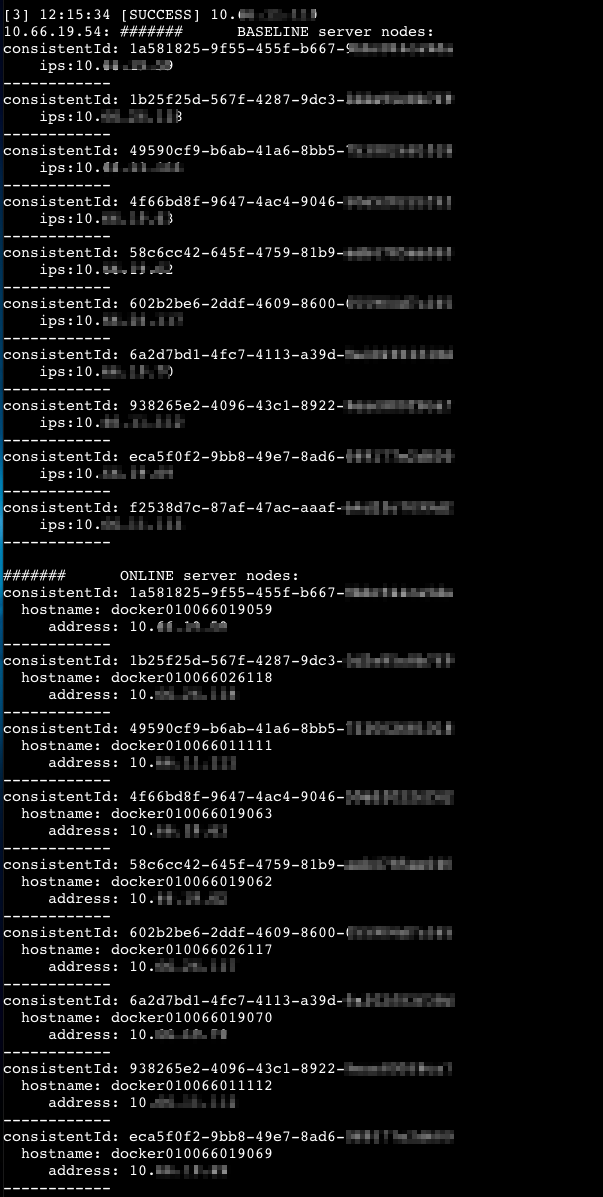 [3] 12:15:34 [SUCCESS] 10.
10.66.19.54: ####### BASELINE server nodes:
consistentId: 1a581825-9f55-455f-b667-
ips:10.
------------
consistentId: 1b25f25d-567f-4287-9dc3-
ips:10.
------------
consistentId: 49590cf9-b6ab-41a6-8bb5-
ips:10.
------------
consistentId: 4f66bd8f-9647-4ac4-9046-
ips:10.
------------
consistentId: 58c6cc42-645f-4759-81b9-
ips:10.
------------
consistentId: 602b2be6-2ddf-4609-8600-
ips:10.
------------
consistentId: 6a2d7bd1-4fc7-4113-a39d-
ips:10.
------------
consistentId: 938265e2-4096-43c1-8922-
ips:10.
------------
consistentId: eca5f0f2-9bb8-49e7-8ad6-
ips:10.
------------
consistentId: f2538d7c-87af-47ac-aaaf-
ips:10.
------------
####### ONLINE server nodes:
consistentId: 1a581825-9f55-455f-b667-
hostname: docker010066019059
address: 10.
------------
consistentId: 1b25f25d-567f-4287-9dc3-
hostname: docker010066026118
address: 10.
------------
consistentId: 49590cf9-b6ab-41a6-8bb5-
hostname: docker010066011111
address: 10.
------------
consistentId: 4f66bd8f-9647-4ac4-9046-
hostname: docker010066019063
address: 10.
------------
consistentId: 58c6cc42-645f-4759-81b9-
hostname: docker010066019062
address: 10.
------------
consistentId: 602b2be6-2ddf-4609-8600-
hostname: docker010066026117
address: 10.
------------
consistentId: 6a2d7bd1-4fc7-4113-a39d-
hostname: docker010066019070
address: 10.
------------
consistentId: 938265e2-4096-43c1-8922-
hostname: docker010066011112
address: 10
------------
consistentId: eca5f0f2-9bb8-49e7-8ad6-
hostname: docker010066019069
address: 10.
------------